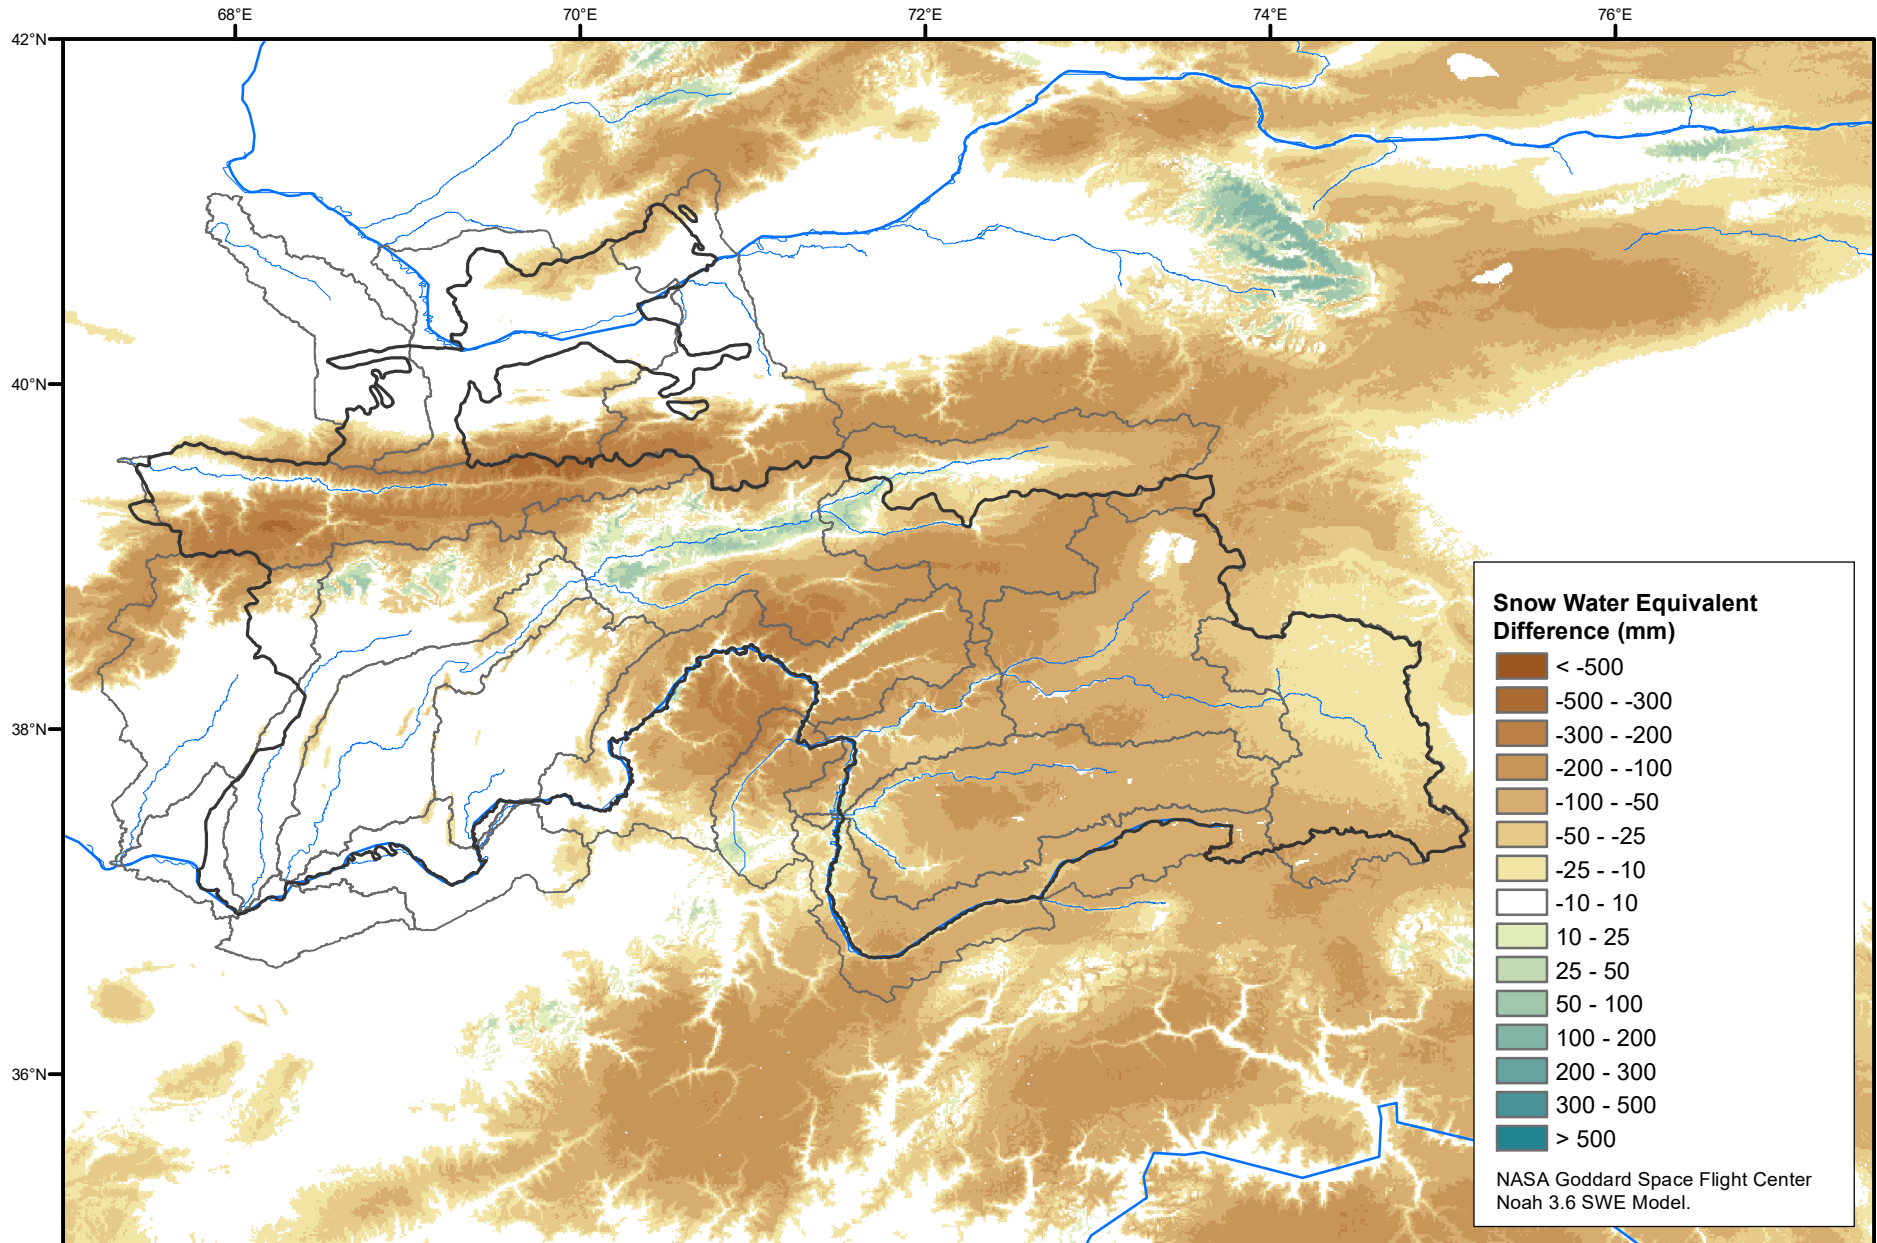 68°E 70°E 72°E 74°E 76°E
42°N
40°N
38°N
36°N
Snow Water Equivalent
Difference (mm)
< -500
-500 - -300
-300 - -200
-200 - -100
-100 - -50
-50 - -25
-25 - -10
-10 - 10
10 - 25
25 - 50
50 - 100
100 - 200
200 - 300
300 - 500
> 500
NASA Goddard Space Flight Center
Noah 3.6 SWE Model.